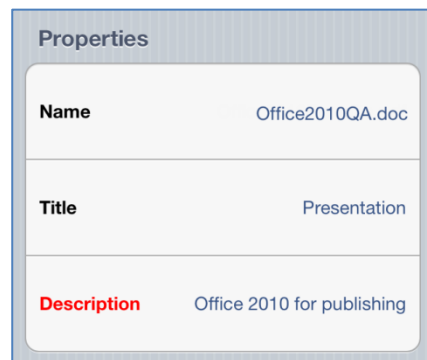 Properties
Name Office2010QA.doc
Title Presentation
Description Office 2010 for publishing